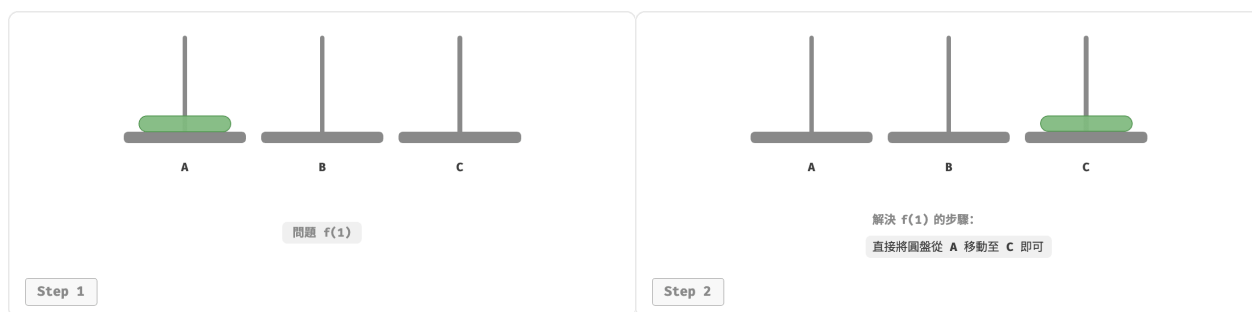 A B C
問題 f(1)
Step 1
A B C
解決 f(1) 的步驟:
直接將圓盤從 A 移動至 C 即可
Step 2